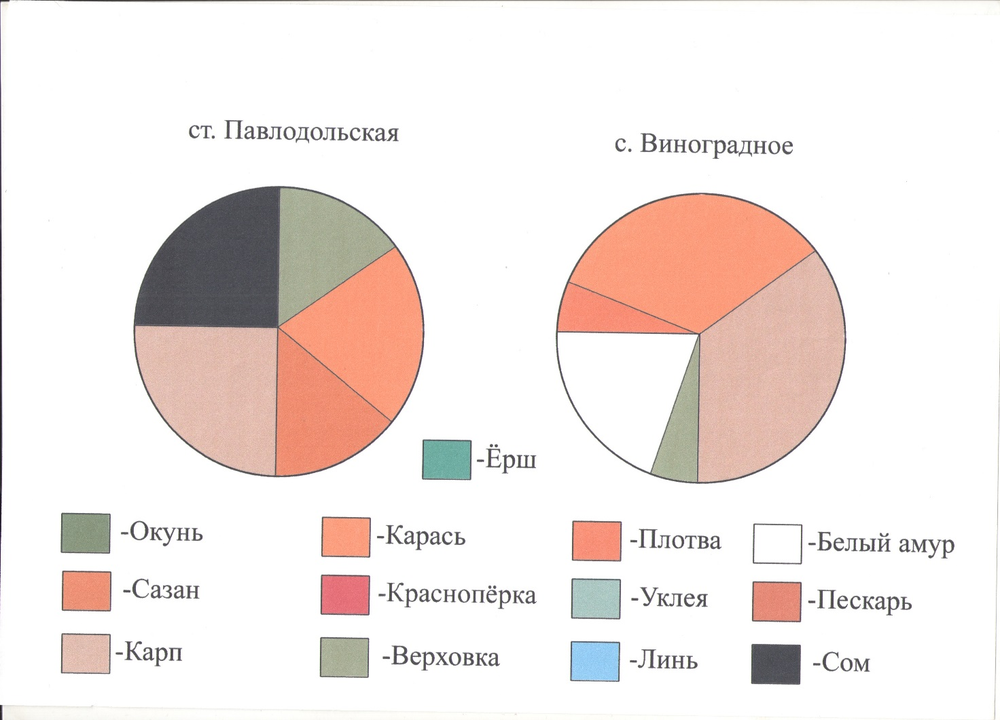 ст. Павлодольская
с. Виноградное
-Ёрш
-Окунь
-Карась
-Плотва
-Белый амур
-Сазан
-Краснопёрка
-Уклея
-Пескарь
-Карп
-Верховка
-Линь
-Сом